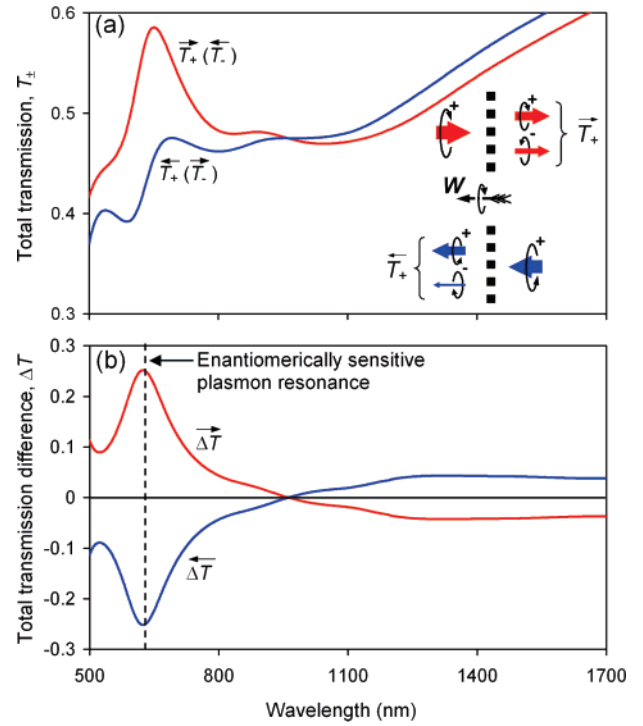 (a)
Total transmission, T±
0.6
0.5
0.4
0.3
T+ (T-)
T+ (T-)
+
+
-
T+
W
T+
+
-
+
(b)
Total transmission difference, ΔT
0.3
0.2
0.1
0
-0.1
-0.2
-0.3
Enantiomerically sensitive
plasmon resonance
ΔT
ΔT
500
800
1100
1400
1700
Wavelength (nm)